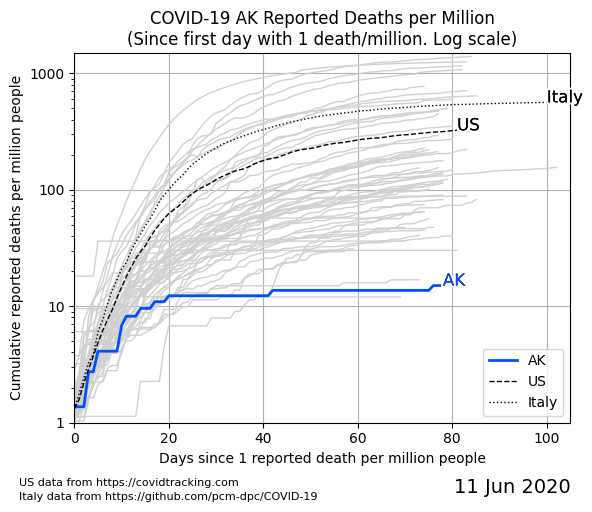 COVID-19 AK Reported Deaths per Million
(Since first day with 1 death/million. Log scale)
Cumulative reported deaths per million people
1000
100
10
1
Italy
US
AK
AK
US
Italy
0
20
40
60
80
100
Days since 1 reported death per million people
US data from https://covidtracking.com
Italy data from https://github.com/pcm-dpc/COVID-19
11 Jun 2020